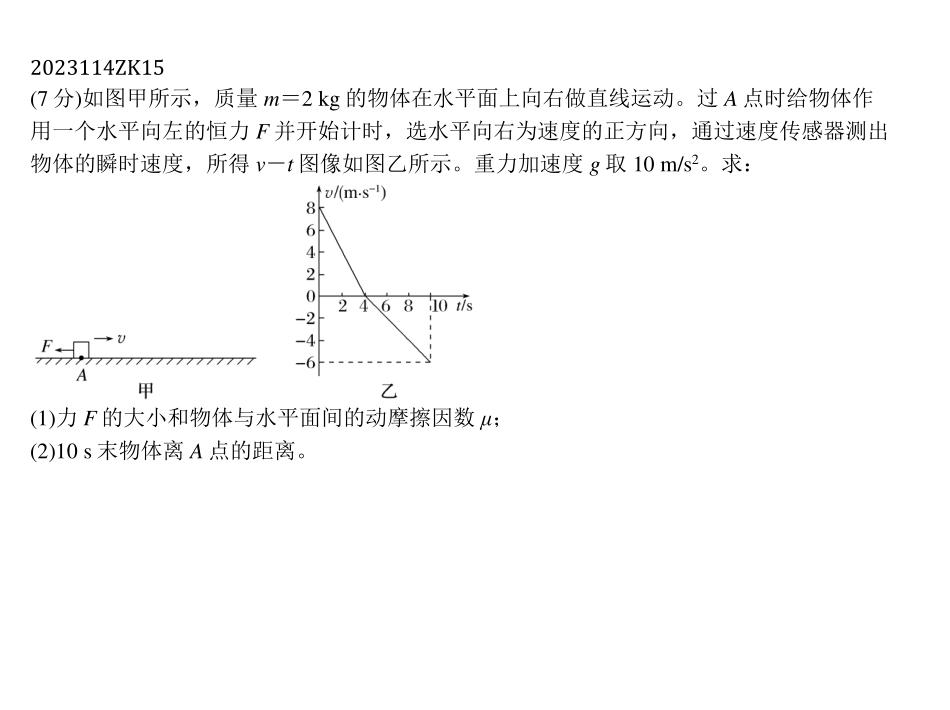 2023114ZK15
(7 分)如图甲所示，质量 m＝2 kg 的物体在水平面上向右做直线运动。过 A 点时给物体作
用一个水平向左的恒力 F 并开始计时，选水平向右为速度的正方向，通过速度传感器测出
物体的瞬时速度，所得 v－t 图像如图乙所示。重力加速度 g 取 10 m/s²。求：
v/(m·s⁻¹)
8
6
4
2
0
2 4 6 8 10 t/s
−2
−4
−6
F v
A
甲 乙
(1)力 F 的大小和物体与水平面间的动摩擦因数 μ；
(2)10 s 末物体离 A 点的距离。